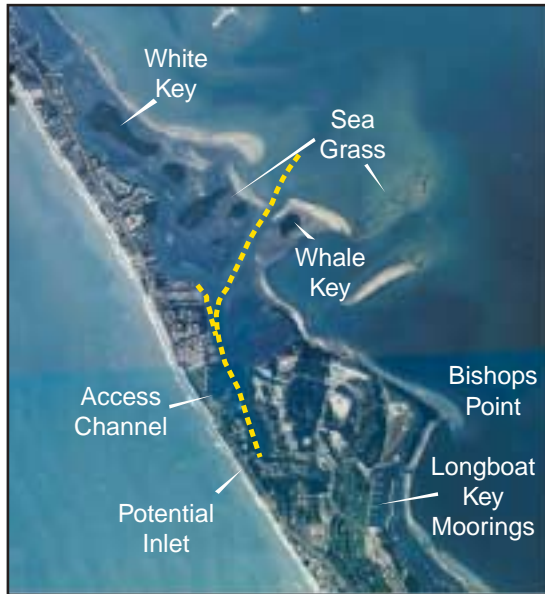 White
Key
Sea
Grass
Whale
Key
Access
Channel
Bishops
Point
Potential
Inlet
Longboat
Key
Moorings